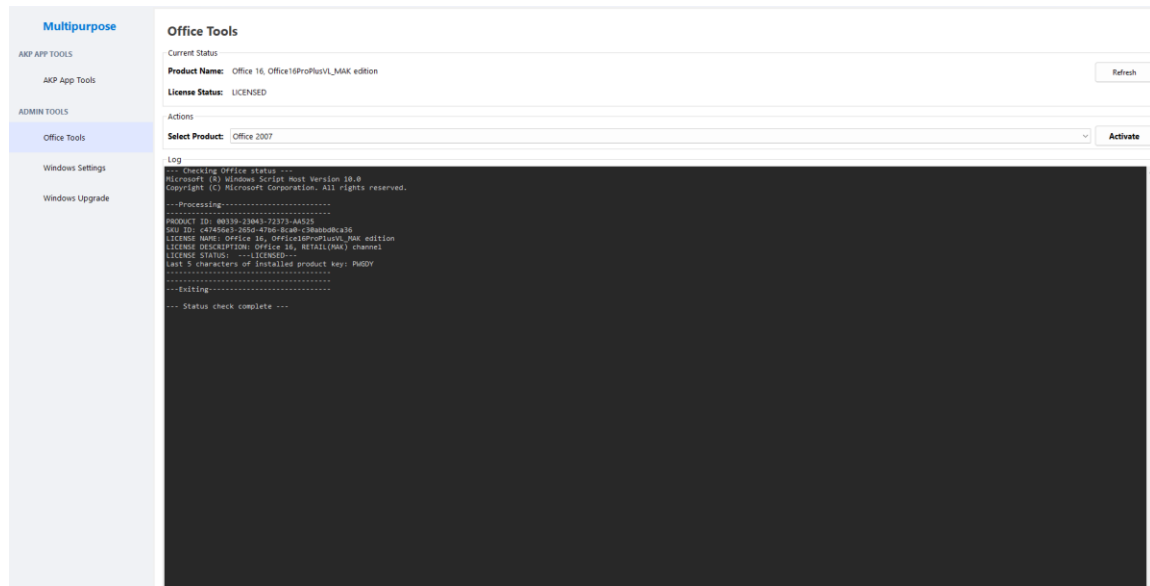 Multipurpose
AKP APP TOOLS
AKP App Tools
ADMIN TOOLS
Office Tools
Windows Settings
Windows Upgrade
Office Tools
Current Status
Product Name: Office 16, Office16ProPlusVL_MAK edition
Refresh
License Status: LICENSED
Actions
Select Product: Office 2007
Activate
Log
--- Checking Office status ---
Microsoft (R) Windows Script Host Version 10.0
Copyright (C) Microsoft Corporation. All rights reserved.
---Processing--------------------------
---------------------------------------
PRODUCT ID: 00339-23043-72373-AA525
SKU ID: c47456e3-265d-47b6-8ca0-c30abbd0ca36
LICENSE NAME: Office 16, Office16ProPlusVL_MAK edition
LICENSE DESCRIPTION: Office 16, RETAIL(MAK) channel
LICENSE STATUS:  ---LICENSED---
Last 5 characters of installed product key: PWGDY
---------------------------------------
---------------------------------------
---Exiting-----------------------------
--- Status check complete ---